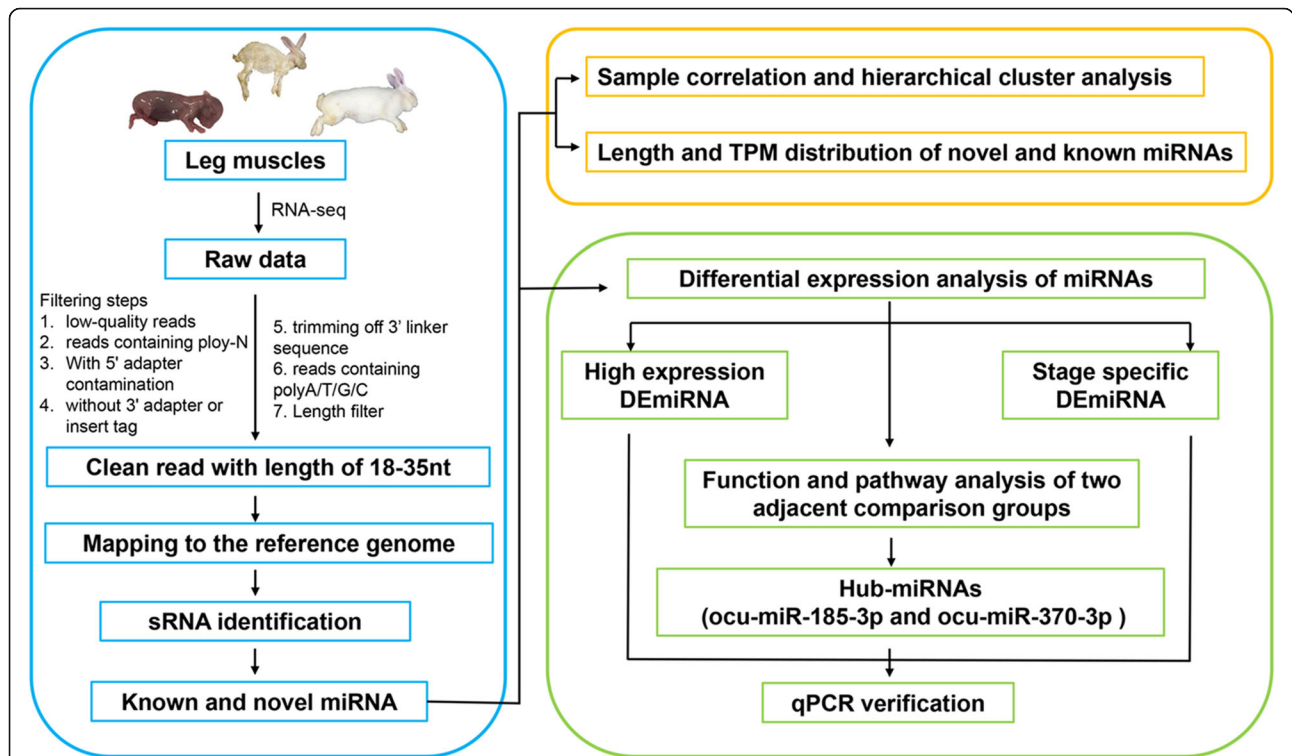 Leg muscles
RNA-seq
Raw data
Filtering steps
1. low-quality reads
2. reads containing ploy-N
3. With 5' adapter
contamination
4. without 3' adapter or
insert tag
5. trimming off 3' linker
sequence
6. reads containing
polyA/T/G/C
7. Length filter
Clean read with length of 18-35nt
Mapping to the reference genome
sRNA identification
Known and novel miRNA
Sample correlation and hierarchical cluster analysis
Length and TPM distribution of novel and known miRNAs
Differential expression analysis of miRNAs
High expression
DEmiRNA
Stage specific
DEmiRNA
Function and pathway analysis of two
adjacent comparison groups
Hub-miRNAs
(ocu-miR-185-3p and ocu-miR-370-3p )
qPCR verification